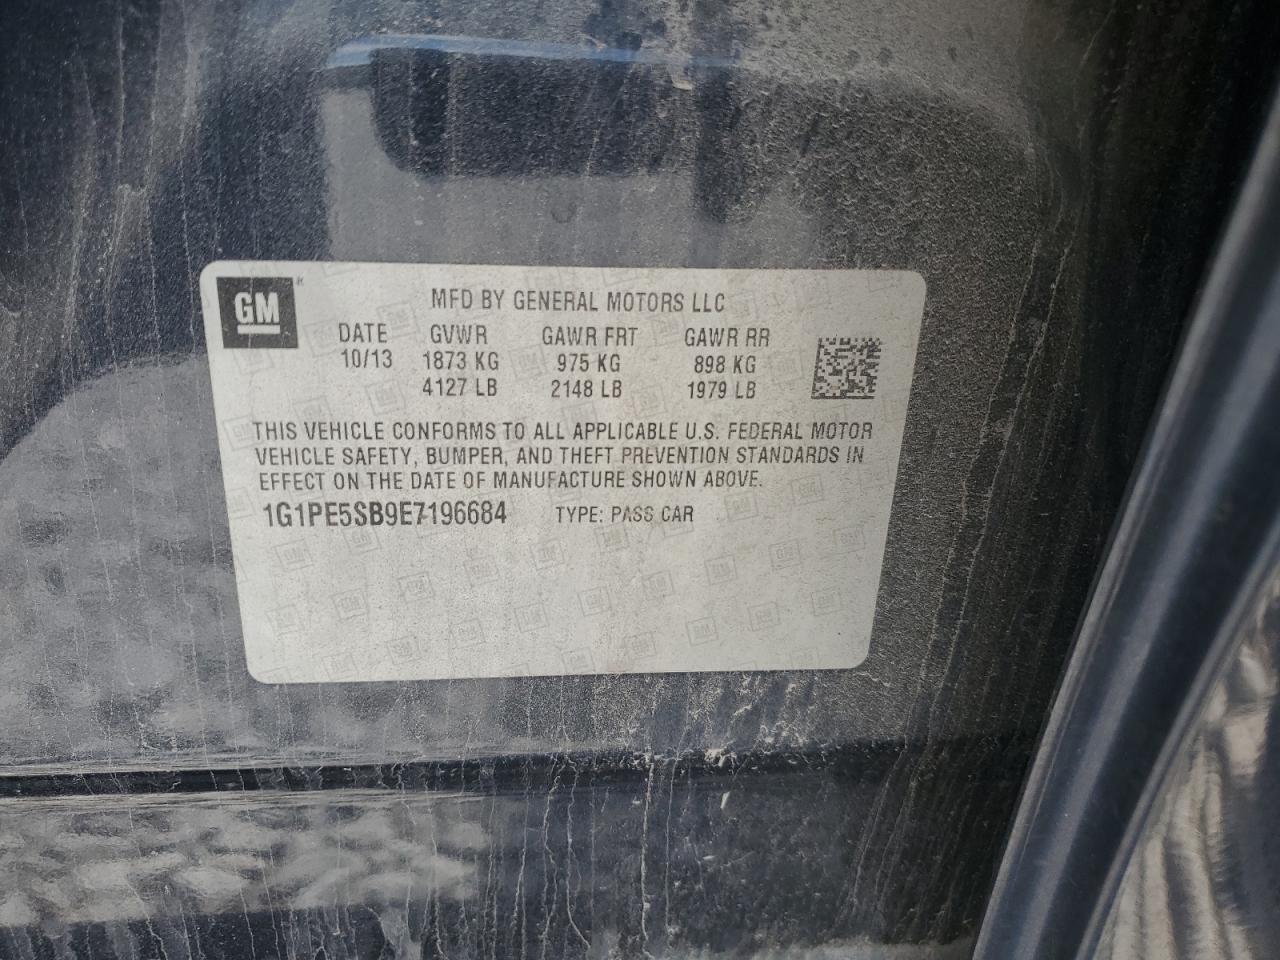 GM
MFD BY GENERAL MOTORS LLC
DATE GVWR GAWR FRT GAWR RR
10/13 1873 KG 975 KG 898 KG
4127 LB 2148 LB 1979 LB
THIS VEHICLE CONFORMS TO ALL APPLICABLE U.S. FEDERAL MOTOR
VEHICLE SAFETY, BUMPER, AND THEFT PREVENTION STANDARDS IN
EFFECT ON THE DATE OF MANUFACTURE SHOWN ABOVE.
1G1PE5SB9E7196684 TYPE: PASS CAR